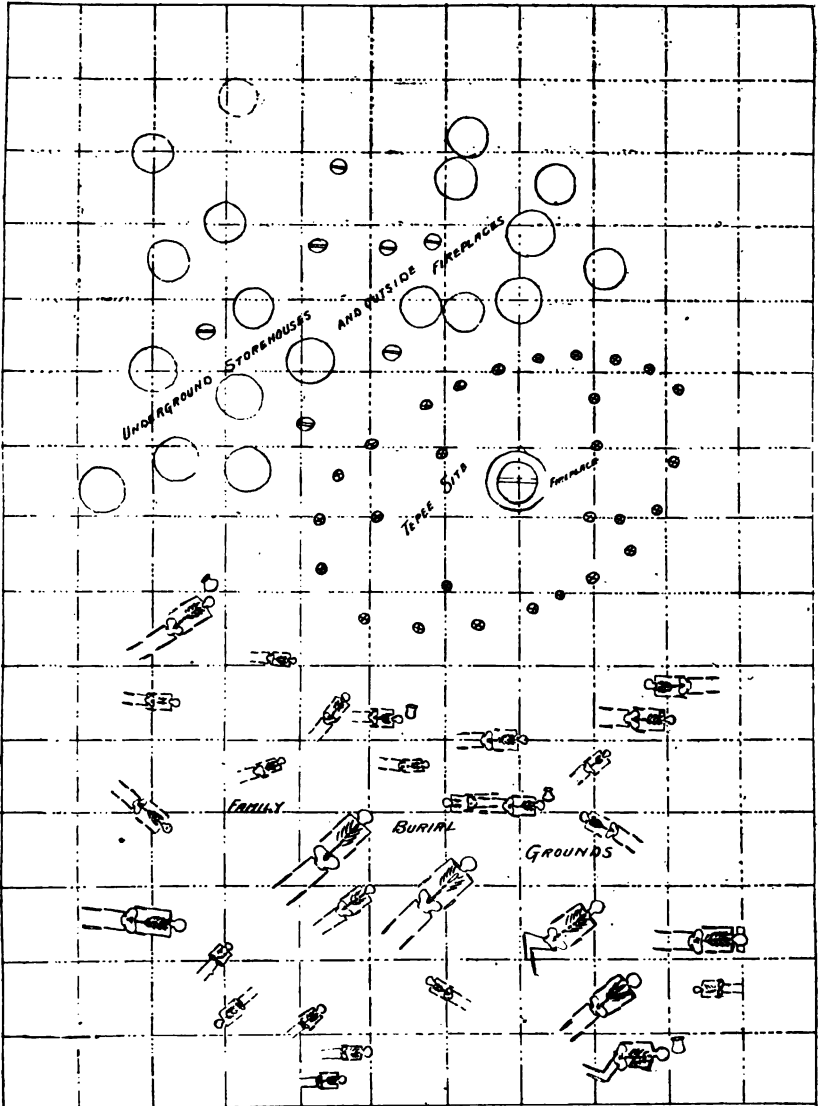 UNDERGROUND STOREHOUSES AND OUTSIDE FIREPLACES
TEPEE SITE
FIREPLACE
FAMILY BURIAL GROUNDS